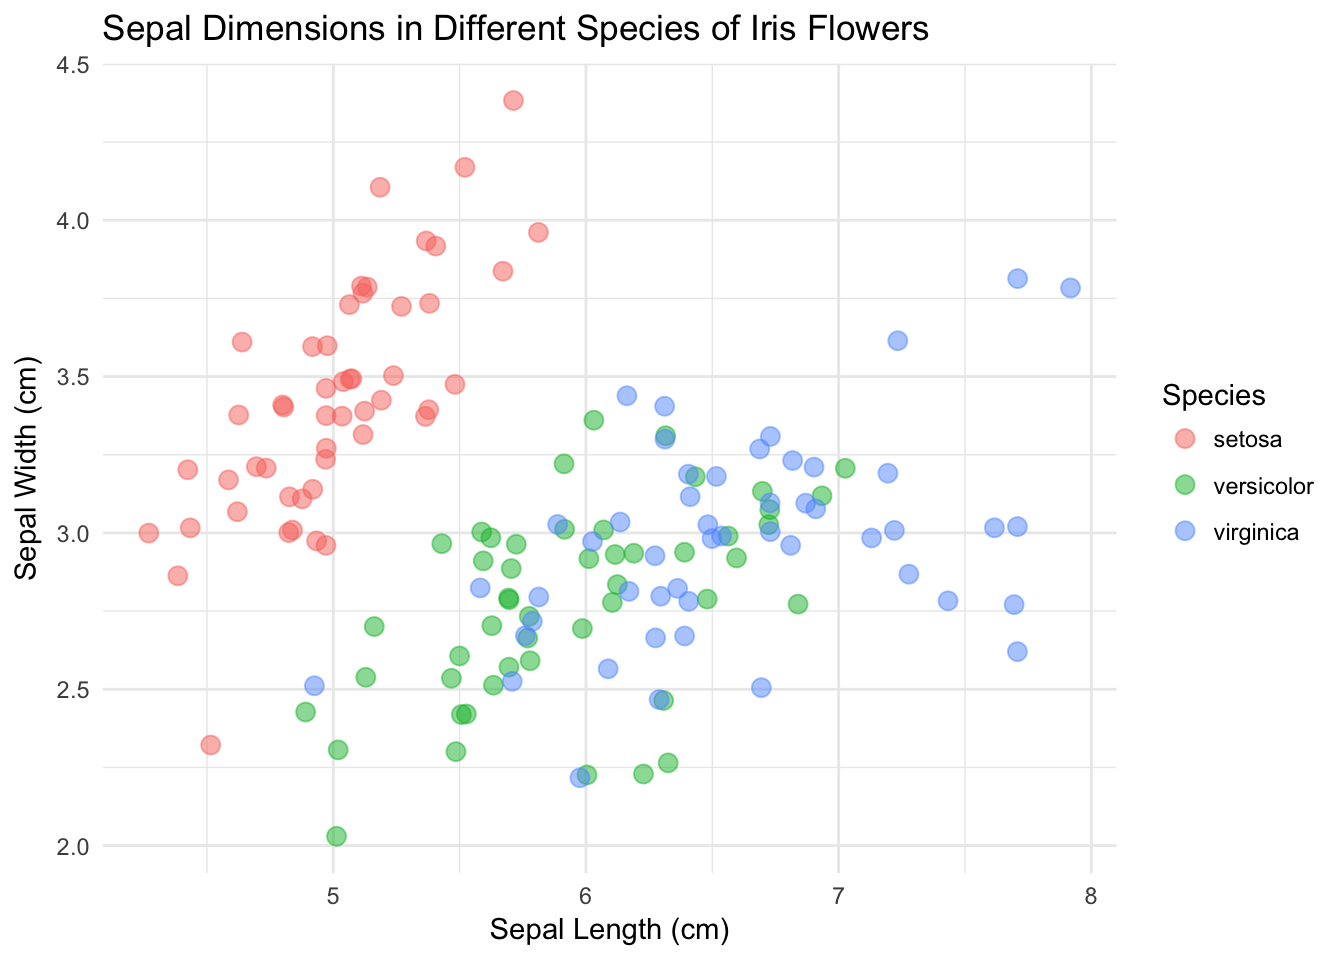 Sepal Dimensions in Different Species of Iris Flowers
4.5
4.0
3.5
3.0
2.5
2.0
Sepal Width (cm)
5 6 7 8
Sepal Length (cm)
Species
setosa
versicolor
virginica